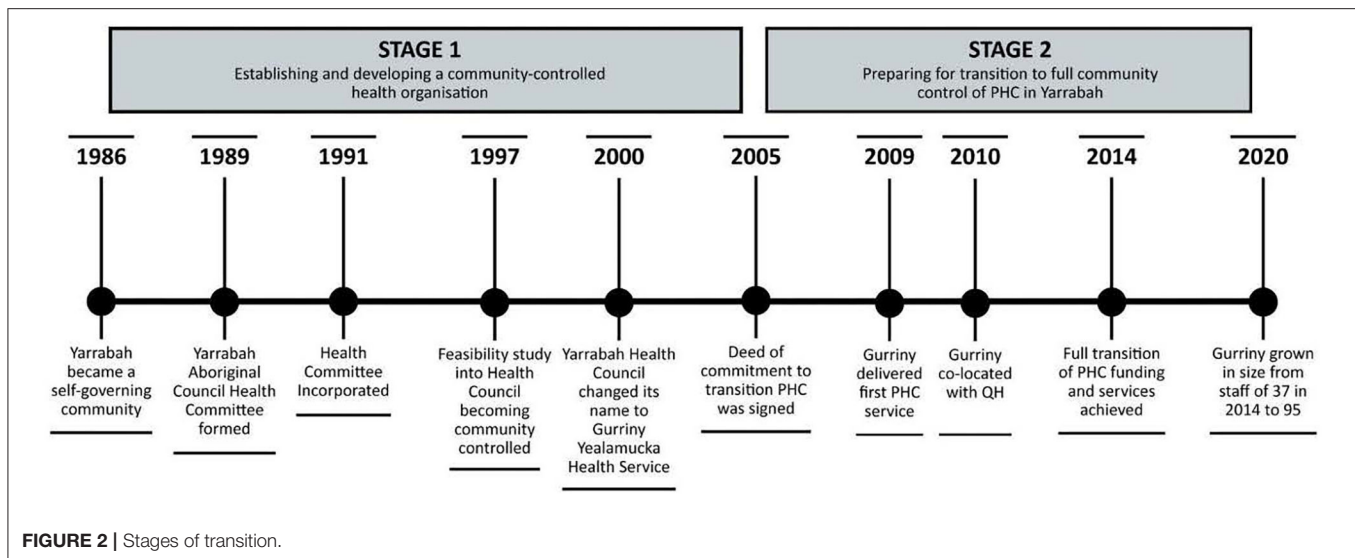 STAGE 1
Establishing and developing a community-controlled
health organisation
STAGE 2
Preparing for transition to full community
control of PHC in Yarrabah
1986
1989
1991
1997
2000
2005
2009
2010
2014
2020
Yarrabah
became a
self-governing
community
Yarrabah
Aboriginal
Council Health
Committee
formed
Health
Committee
Incorporated
Feasibility study
into Health
Council
becoming
community
controlled
Yarrabah Health
Council
changed its
name to
Gurriny
Yealamucka
Health Service
Deed of
commitment to
transition PHC
was signed
Gurriny
delivered
first PHC
service
Gurriny
co-located
with QH
Full transition
of PHC funding
and services
achieved
Gurriny grown
in size from
staff of 37 in
2014 to 95
FIGURE 2 | Stages of transition.